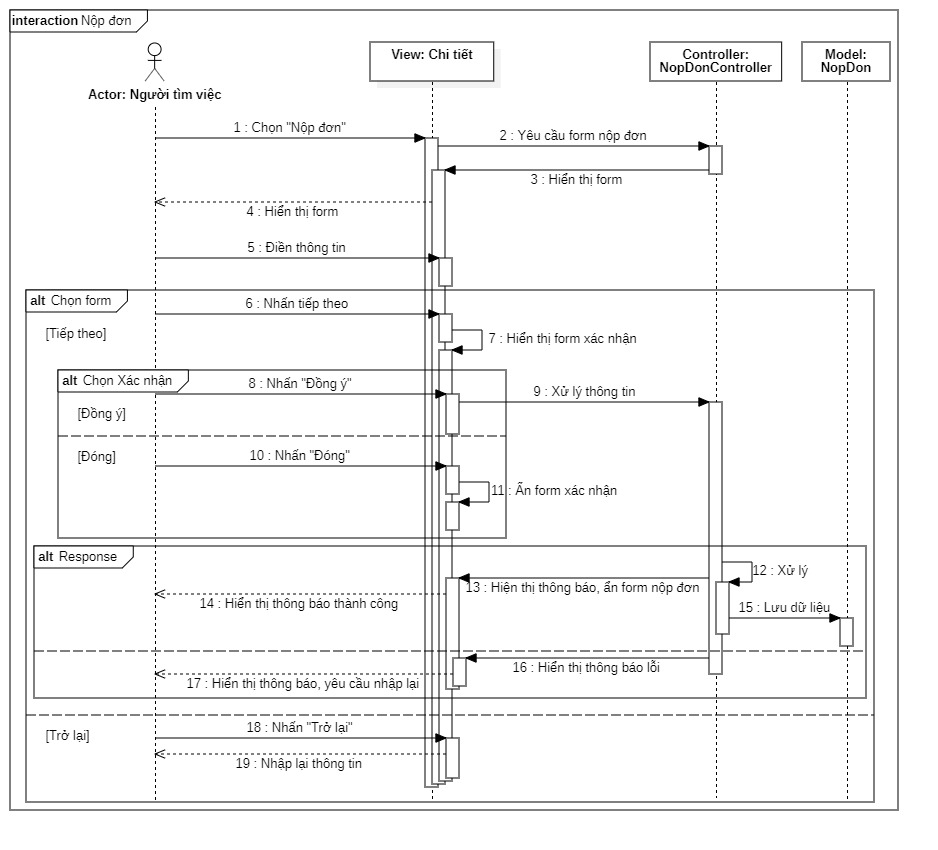 interaction Nộp đơn
Actor: Người tìm việc
View: Chi tiết
Controller:
NopDonController
Model:
NopDon
1 : Chọn "Nộp đơn"
2 : Yêu cầu form nộp đơn
3 : Hiển thị form
4 : Hiển thị form
5 : Điền thông tin
alt Chọn form
6 : Nhấn tiếp theo
[Tiếp theo]
7 : Hiển thị form xác nhận
alt Chọn Xác nhận
8 : Nhấn "Đồng ý"
9 : Xử lý thông tin
[Đồng ý]
[Đóng]
10 : Nhấn "Đóng"
11 : Ẩn form xác nhận
alt Response
12 : Xử lý
13 : Hiện thị thông báo, ẩn form nộp đơn
14 : Hiển thị thông báo thành công
15 : Lưu dữ liệu
16 : Hiển thị thông báo lỗi
17 : Hiển thị thông báo, yêu cầu nhập lại
[Trở lại]
18 : Nhấn "Trở lại"
19 : Nhập lại thông tin